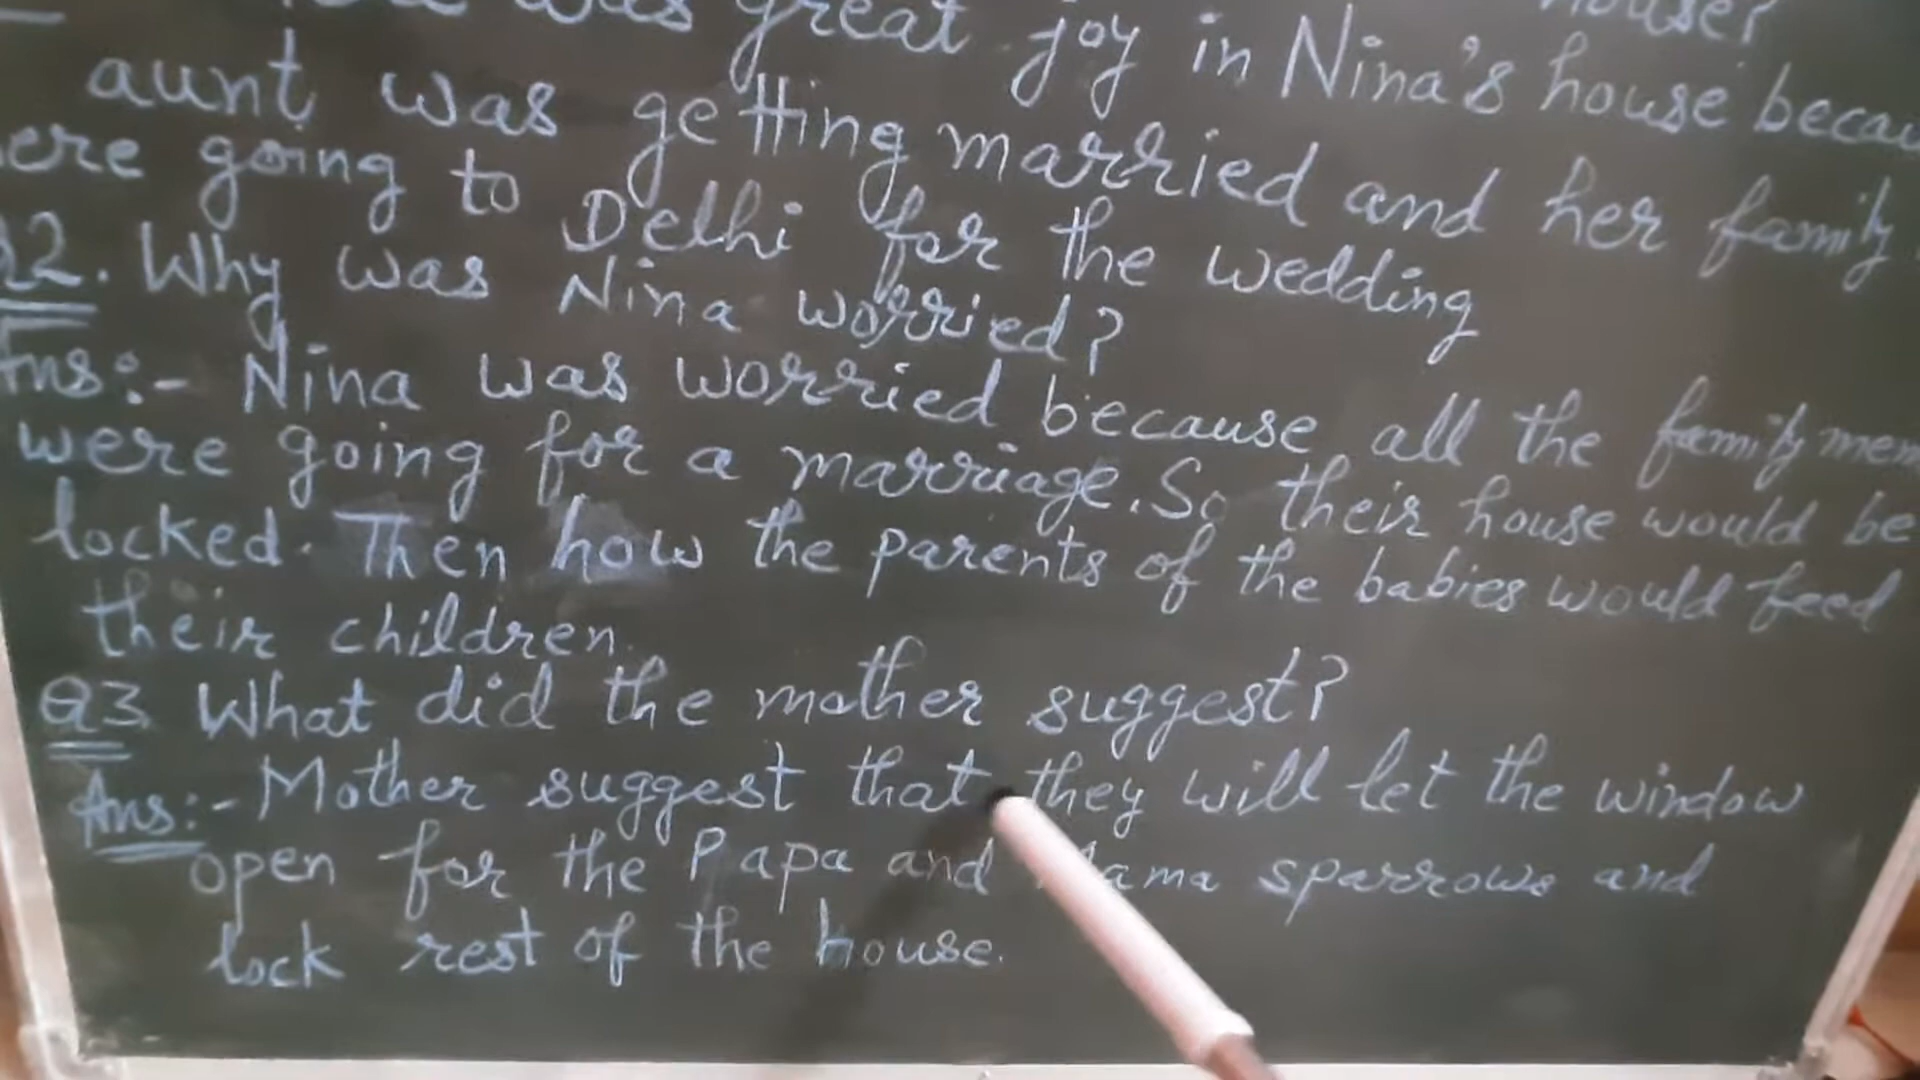 house?
was great joy in Nina's house
aunt was getting married and her family
going to Delhi for the wedding
Q2. Why was Nina worried?
Ans:- Nina was worried because all the family
were going for a marriage. So their house would be
locked. Then how the parents of the babies would feed
their children.
Q3. What did the mother suggest?
Ans:- Mother suggest that they will let the window
open for the Papa and sparrows and
lock rest of the house.